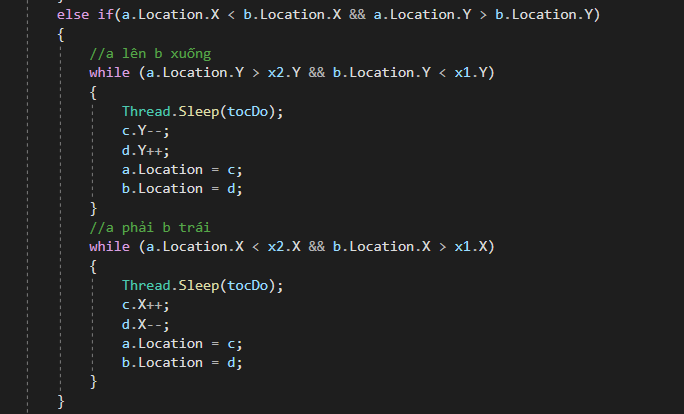 else if(a.Location.X < b.Location.X && a.Location.Y > b.Location.Y)
{
//a lên b xuống
while (a.Location.Y > x2.Y && b.Location.Y < x1.Y)
{
Thread.Sleep(tocDo);
c.Y--;
d.Y++;
a.Location = c;
b.Location = d;
}
//a phải b trái
while (a.Location.X < x2.X && b.Location.X > x1.X)
{
Thread.Sleep(tocDo);
c.X++;
d.X--;
a.Location = c;
b.Location = d;
}
}